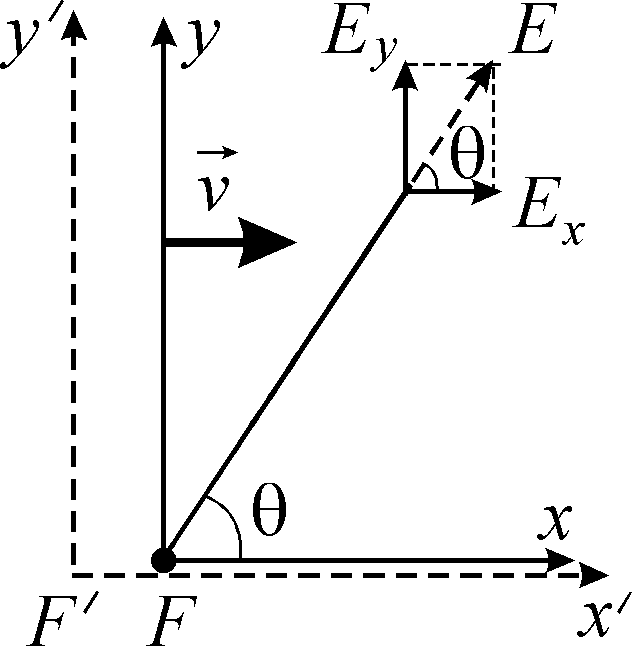 y′ y E_y E
θ
v⃗
E_x
θ
x
F′ F x′